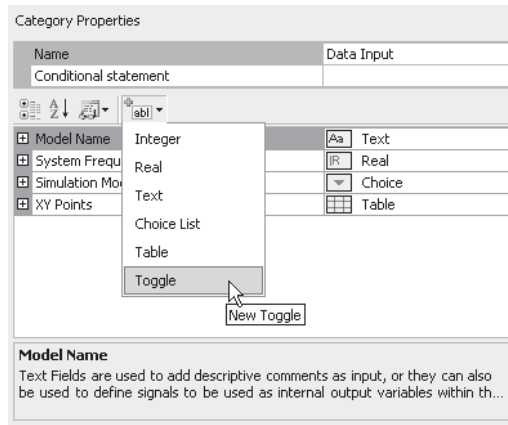 Category Properties
Name Data Input
Conditional statement
abl
Model Name Aa Text
System Frequ IR Real
Simulation Mo Choice
XY Points Table
Integer
Real
Text
Choice List
Table
Toggle
New Toggle
Model Name
Text Fields are used to add descriptive comments as input, or they can also
be used to define signals to be used as internal output variables within th...